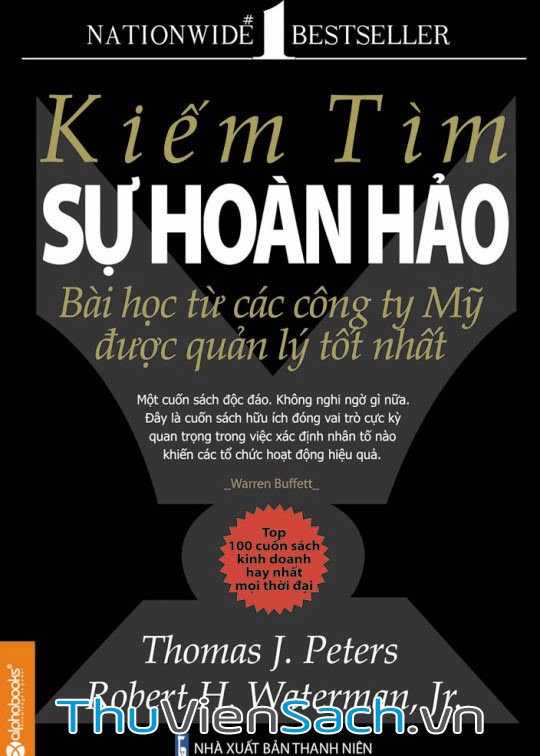 NATIONWIDE #1 BESTSELLER
Kiếm Tìm
SỰ HOÀN HẢO
Bài học từ các công ty Mỹ
được quản lý tốt nhất
Một cuốn sách độc đáo. Không nghi ngờ gì nữa.
Đây là cuốn sách hữu ích đóng vai trò cực kỳ
quan trọng trong việc xác định nhân tố nào
khiến các tổ chức hoạt động hiệu quả.
_Warren Buffett_
Top
100 cuốn sách
kinh doanh
hay nhất
mọi thời đại
Thomas J. Peters
Robert H. Waterman, Jr.
alphabooks®
ThuVienSach.vn
NHÀ XUẤT BẢN THANH NIÊN